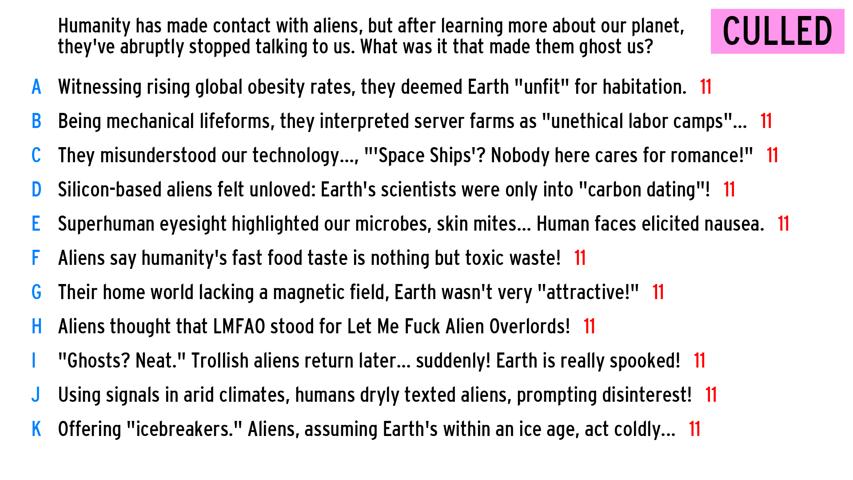 Humanity has made contact with aliens, but after learning more about our planet,
they've abruptly stopped talking to us. What was it that made them ghost us?
CULLED
A Witnessing rising global obesity rates, they deemed Earth "unfit" for habitation. 11
B Being mechanical lifeforms, they interpreted server farms as "unethical labor camps"... 11
C They misunderstood our technology..., "'Space Ships'? Nobody here cares for romance!" 11
D Silicon-based aliens felt unloved: Earth's scientists were only into "carbon dating"! 11
E Superhuman eyesight highlighted our microbes, skin mites... Human faces elicited nausea. 11
F Aliens say humanity's fast food taste is nothing but toxic waste! 11
G Their home world lacking a magnetic field, Earth wasn't very "attractive!" 11
H Aliens thought that LMFAO stood for Let Me Fuck Alien Overlords! 11
I "Ghosts? Neat." Trollish aliens return later... suddenly! Earth is really spooked! 11
J Using signals in arid climates, humans dryly texted aliens, prompting disinterest! 11
K Offering "icebreakers." Aliens, assuming Earth's within an ice age, act coldly... 11